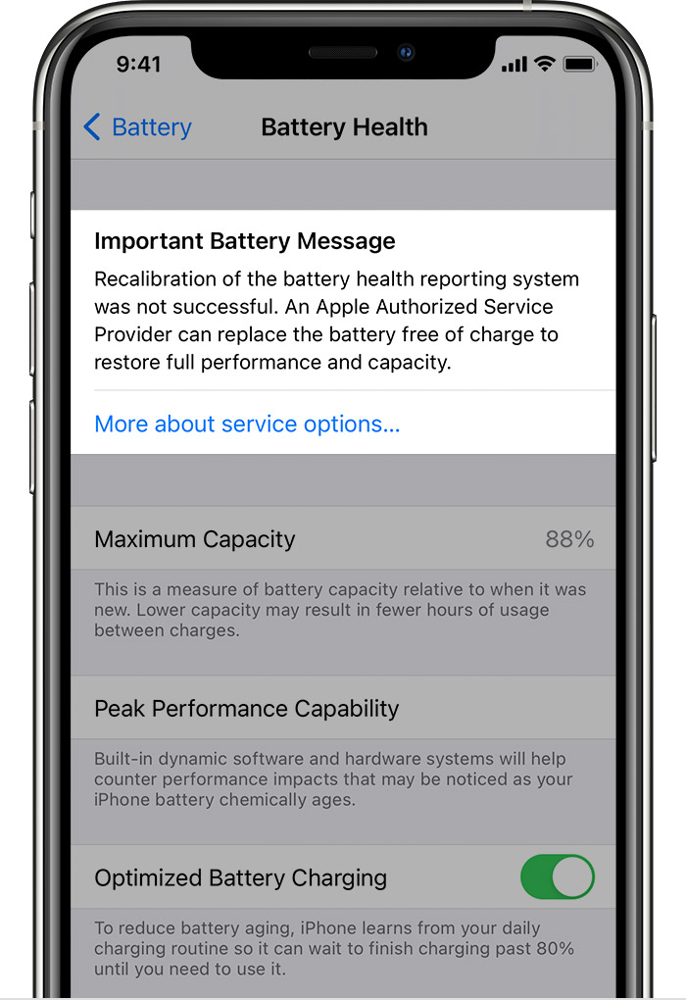 9:41
Battery
Battery Health
Important Battery Message
Recalibration of the battery health reporting system
was not successful. An Apple Authorized Service
Provider can replace the battery free of charge to
restore full performance and capacity.
More about service options...
Maximum Capacity 88%
This is a measure of battery capacity relative to when it was
new. Lower capacity may result in fewer hours of usage
between charges.
Peak Performance Capability
Built-in dynamic software and hardware systems will help
counter performance impacts that may be noticed as your
iPhone battery chemically ages.
Optimized Battery Charging
To reduce battery aging, iPhone learns from your daily
charging routine so it can wait to finish charging past 80%
until you need to use it.